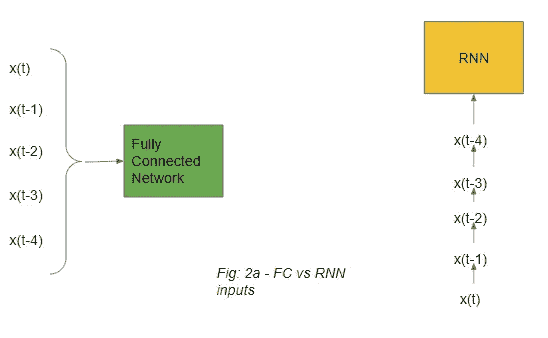 x(t)
x(t-1)
x(t-2)
x(t-3)
x(t-4)
Fully
Connected
Network
Fig: 2a - FC vs RNN
inputs
RNN
x(t-4)
x(t-3)
x(t-2)
x(t-1)
x(t)